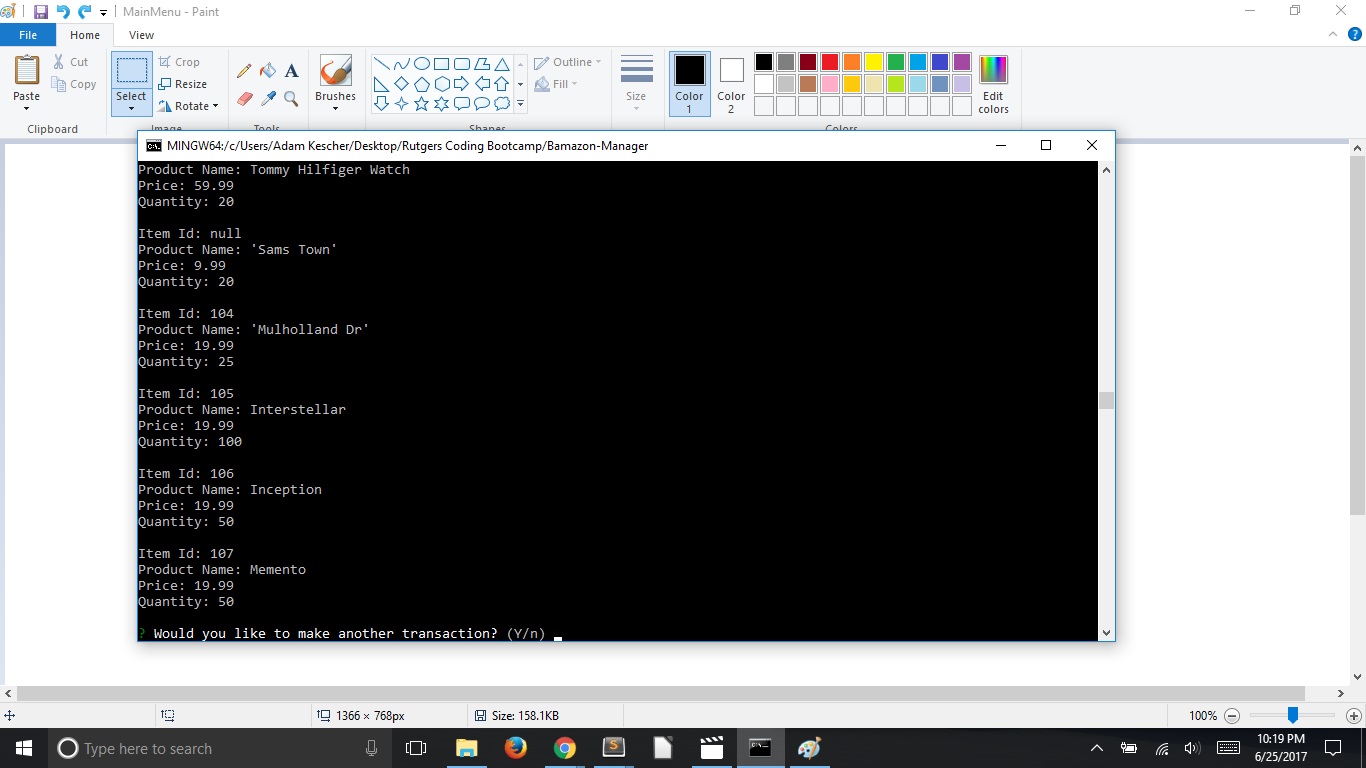 MainMenu - Paint
File Home View
Paste
Cut
Copy
Clipboard
Select
Crop
Resize
Rotate
Image
Tools
A
Brushes
Shapes
Outline
Fill
Size
Color
1
Color
2
Edit
colors
Colors
MINGW64:/c/Users/Adam Kescher/Desktop/Rutgers Coding Bootcamp/Bamazon-Manager
Product Name: Tommy Hilfiger Watch
Price: 59.99
Quantity: 20
Item Id: null
Product Name: 'Sams Town'
Price: 9.99
Quantity: 20
Item Id: 104
Product Name: 'Mulholland Dr'
Price: 19.99
Quantity: 25
Item Id: 105
Product Name: Interstellar
Price: 19.99
Quantity: 100
Item Id: 106
Product Name: Inception
Price: 19.99
Quantity: 50
Item Id: 107
Product Name: Memento
Price: 19.99
Quantity: 50
? Would you like to make another transaction? (Y/n)
1366 × 768px
Size: 158.1KB
100%
Type here to search
10:19 PM
6/25/2017